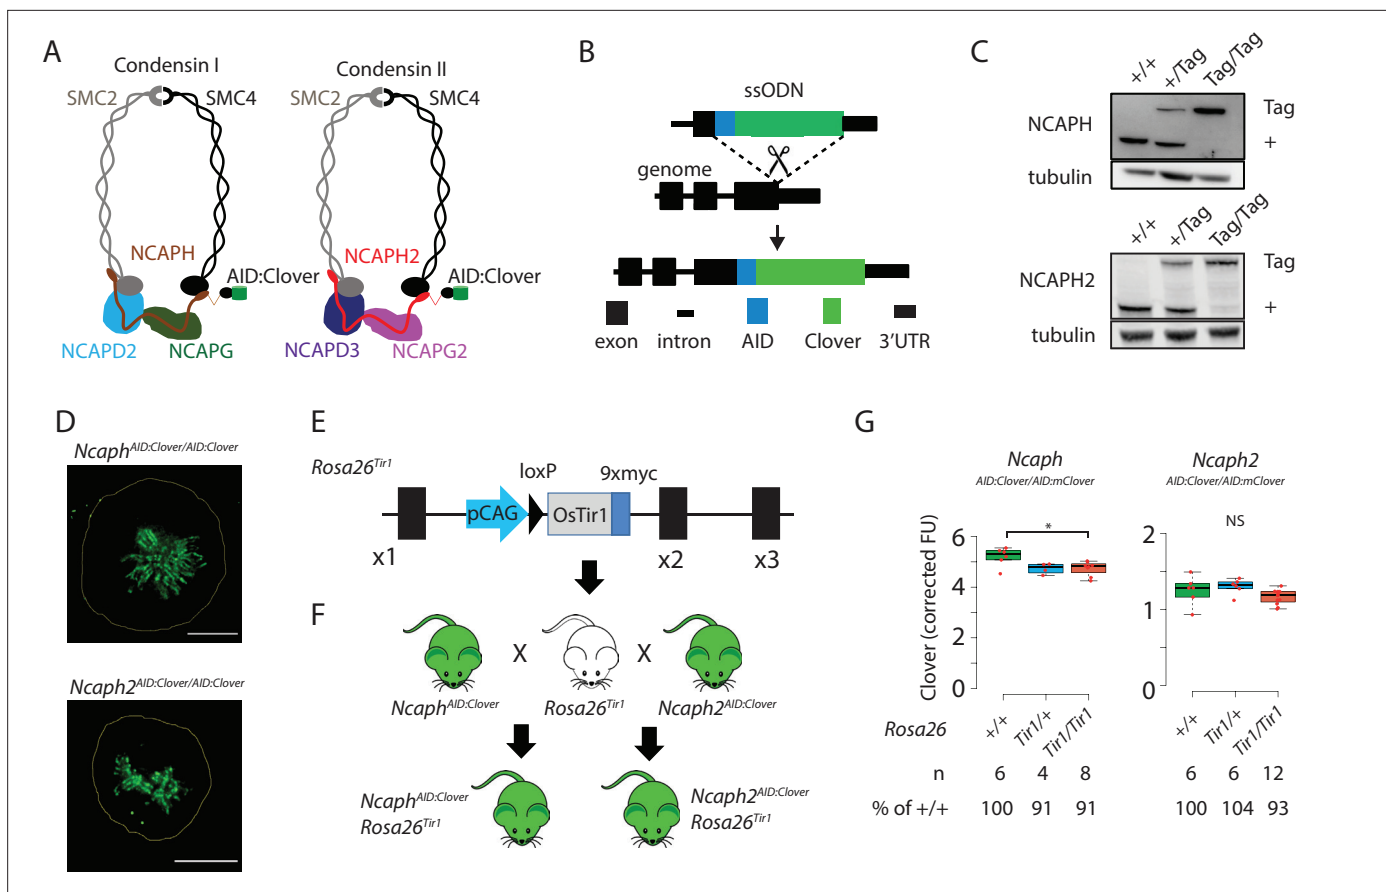 A
Condensin I
SMC2
SMC4
NCAPH
AID:Clover
NCAPD2
NCAPG
Condensin II
SMC2
SMC4
NCAPH2
AID:Clover
NCAPD3
NCAPG2
B
ssODN
genome
exon intron AID Clover 3'UTR
C
+/+ +/Tag Tag/Tag
NCAPH
Tag
+
tubulin
+/+ +/Tag Tag/Tag
NCAPH2
Tag
+
tubulin
D
Ncaph AID:Clover/AID:Clover
Ncaph2 AID:Clover/AID:Clover
E
Rosa26 Tir1
loxP
9xmyc
pCAG
OsTir1
x1
x2
x3
F
X
X
Ncaph AID:Clover
Rosa26 Tir1
Ncaph2 AID:Clover
Ncaph AID:Clover
Rosa26 Tir1
Ncaph2 AID:Clover
Rosa26 Tir1
G
Ncaph
AID:Clover/AID:mClover
Ncaph2
AID:Clover/AID:mClover
*
NS
Clover (corrected FU)
6
5
4
3
2
1
0
2
1
0
Rosa26
+/+ Tir1/+ Tir1/Tir1
+/+ Tir1/+ Tir1/Tir1
n 6 4 8 6 6 12
% of +/+ 100 91 91 100 104 93